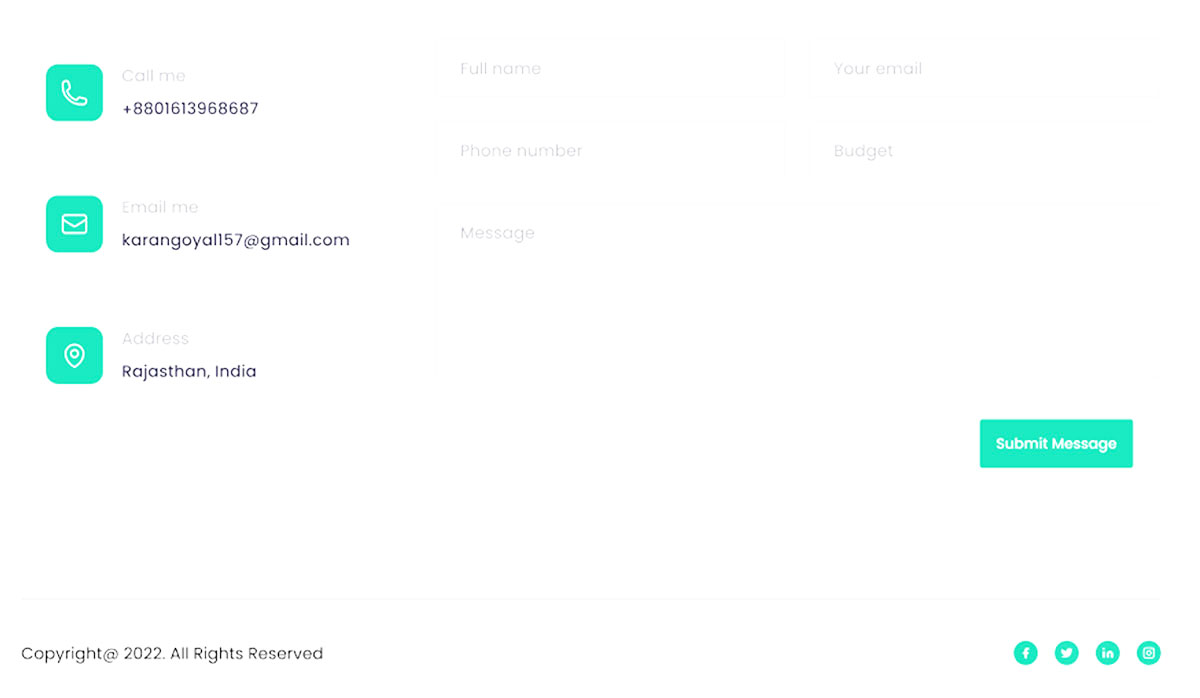 Call me
+8801613968687
Email me
karangoyal157@gmail.com
Address
Rajasthan, India
Full name
Your email
Phone number
Budget
Message
Submit Message
Copyright@ 2022. All Rights Reserved